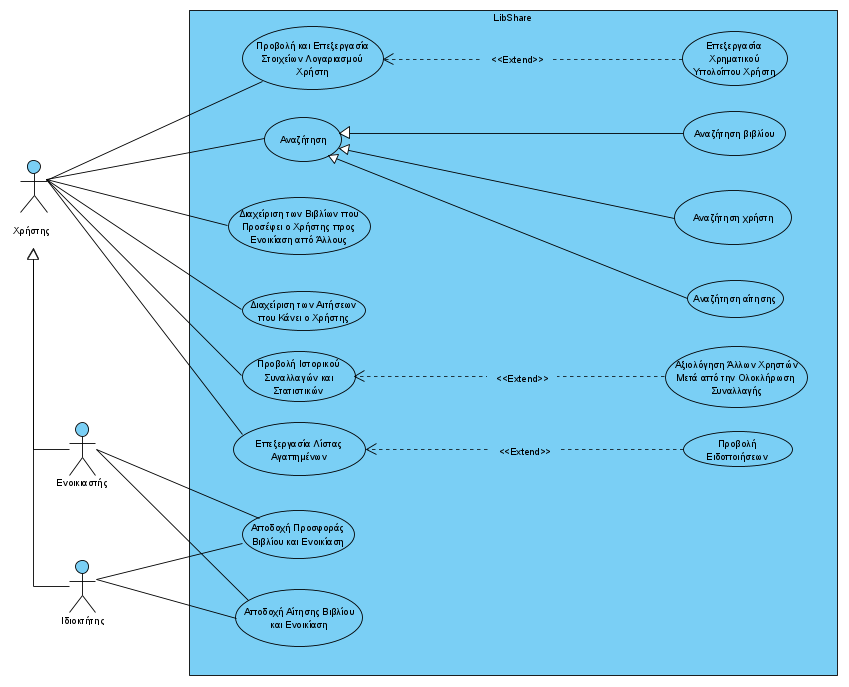 LibShare
Προβολή και Επεξεργασία
Στοιχείων Λογαριασμού
Χρήστη
<<Extend>>
Επεξεργασία
Χρηματικού
Υπολοίπου Χρήστη
Αναζήτηση
Αναζήτηση βιβλίου
Χρήστης
Διαχείριση των Βιβλίων που
Προσέφει ο Χρήστης προς
Ενοικίαση από Άλλους
Αναζήτηση χρήστη
Διαχείριση των Αιτήσεων
που Κάνει ο Χρήστης
Αναζήτηση αίτησης
Προβολή Ιστορικού
Συναλλαγών και
Στατιστικών
<<Extend>>
Αξιολόγηση Άλλων Χρηστών
Μετά από την Ολοκλήρωση
Συναλλαγής
Επεξεργασία Λίστας
Αγαπημένων
<<Extend>>
Προβολή
Ειδοποιήσεων
Ενοικιαστής
Αποδοχή Προσφοράς
Βιβλίου και Ενοικίαση
Ιδιοκτήτης
Αποδοχή Αίτησης Βιβλίου
και Ενοικίαση